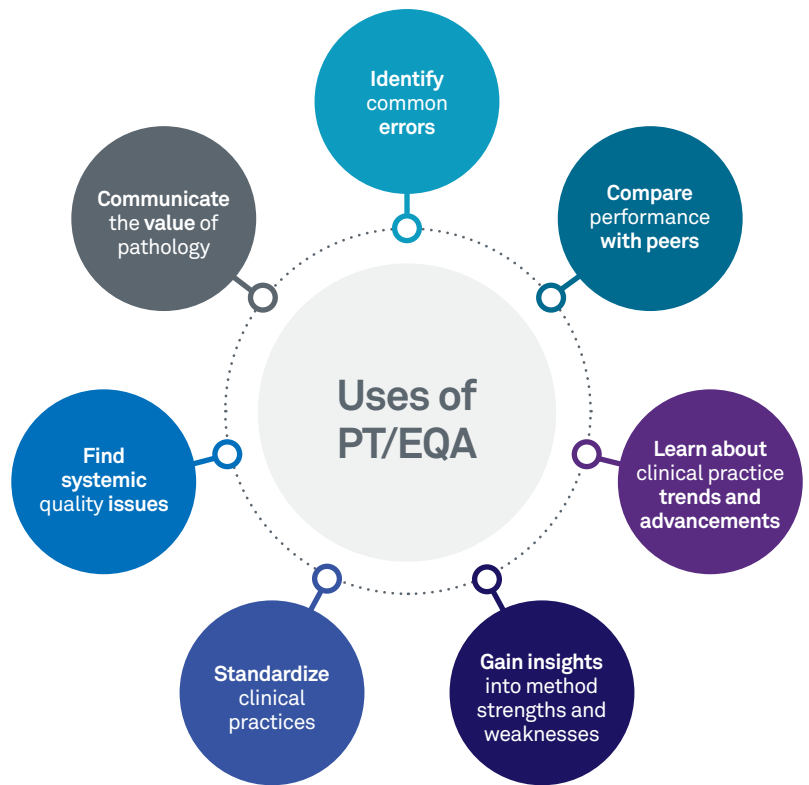 Identify
common
errors
Compare
performance
with peers
Learn about
clinical practice
trends and
advancements
Gain insights
into method
strengths and
weaknesses
Standardize
clinical
practices
Find
systemic
quality issues
Communicate
the value of
pathology
Uses of
PT/EQA